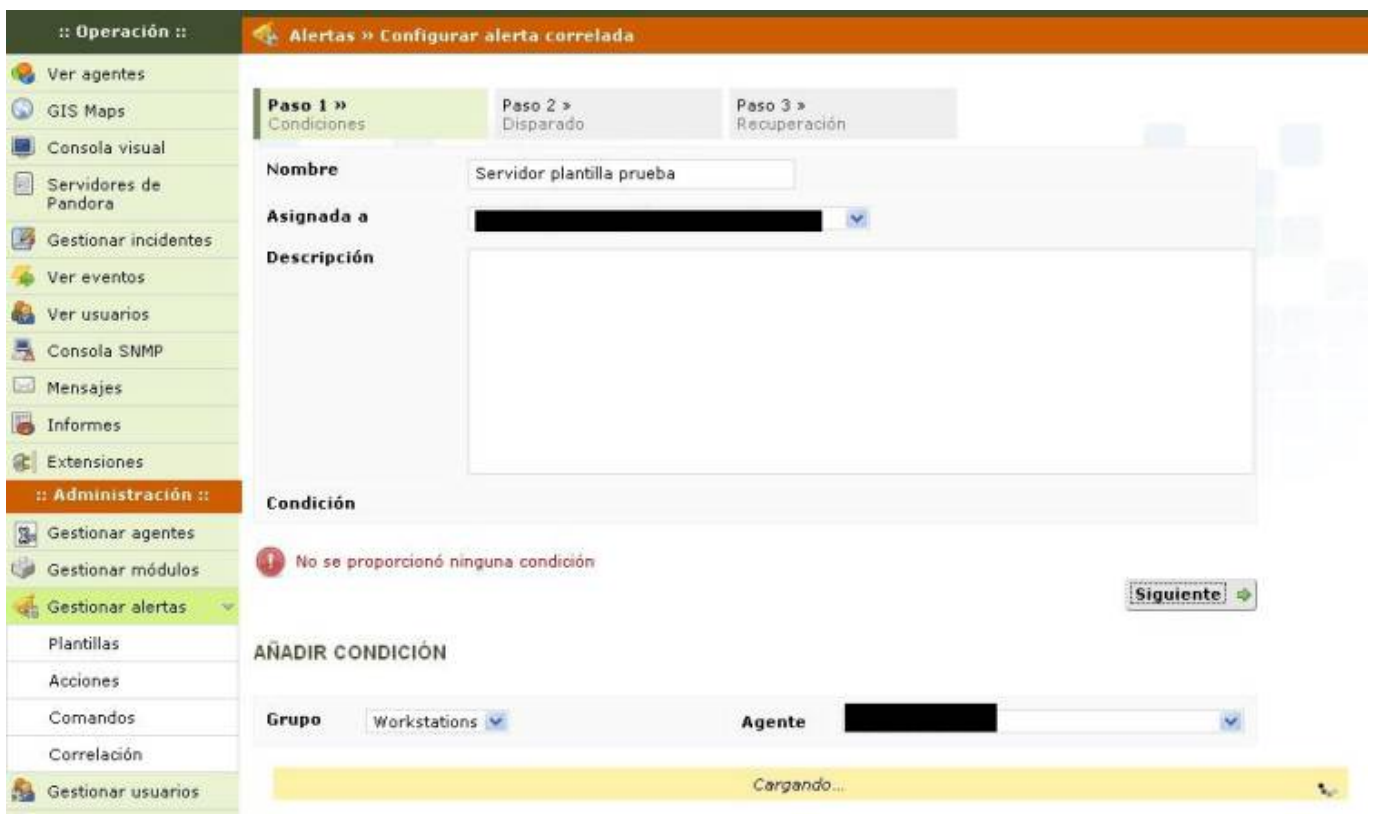 :: Operación ::
Ver agentes
GIS Maps
Consola visual
Servidores de
Pandora
Gestionar incidentes
Ver eventos
Ver usuarios
Consola SNMP
Mensajes
Informes
Extensiones
:: Administración ::
Gestionar agentes
Gestionar módulos
Gestionar alertas
Plantillas
Acciones
Comandos
Correlación
Gestionar usuarios
Alertas » Configurar alerta correlada
Paso 1 »
Condiciones
Paso 2 »
Disparado
Paso 3 »
Recuperación
Nombre
Servidor plantilla prueba
Asignada a
Descripción
Condición
No se proporcionó ninguna condición
Siguiente
AÑADIR CONDICIÓN
Grupo Workstations Agente
Cargando...